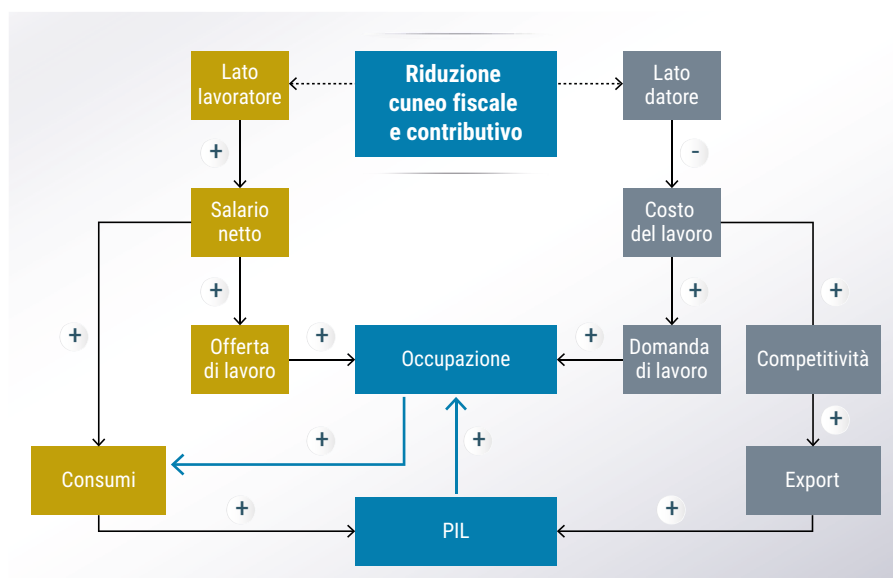 Lato
lavoratore
Riduzione
cuneo fiscale
e contributivo
Lato
datore
+
-
Salario
netto
Costo
del lavoro
+
+
+
+
Offerta
di lavoro
+
Occupazione
+
Domanda
di lavoro
Competitività
+
+
+
Consumi
Export
+
PIL
+